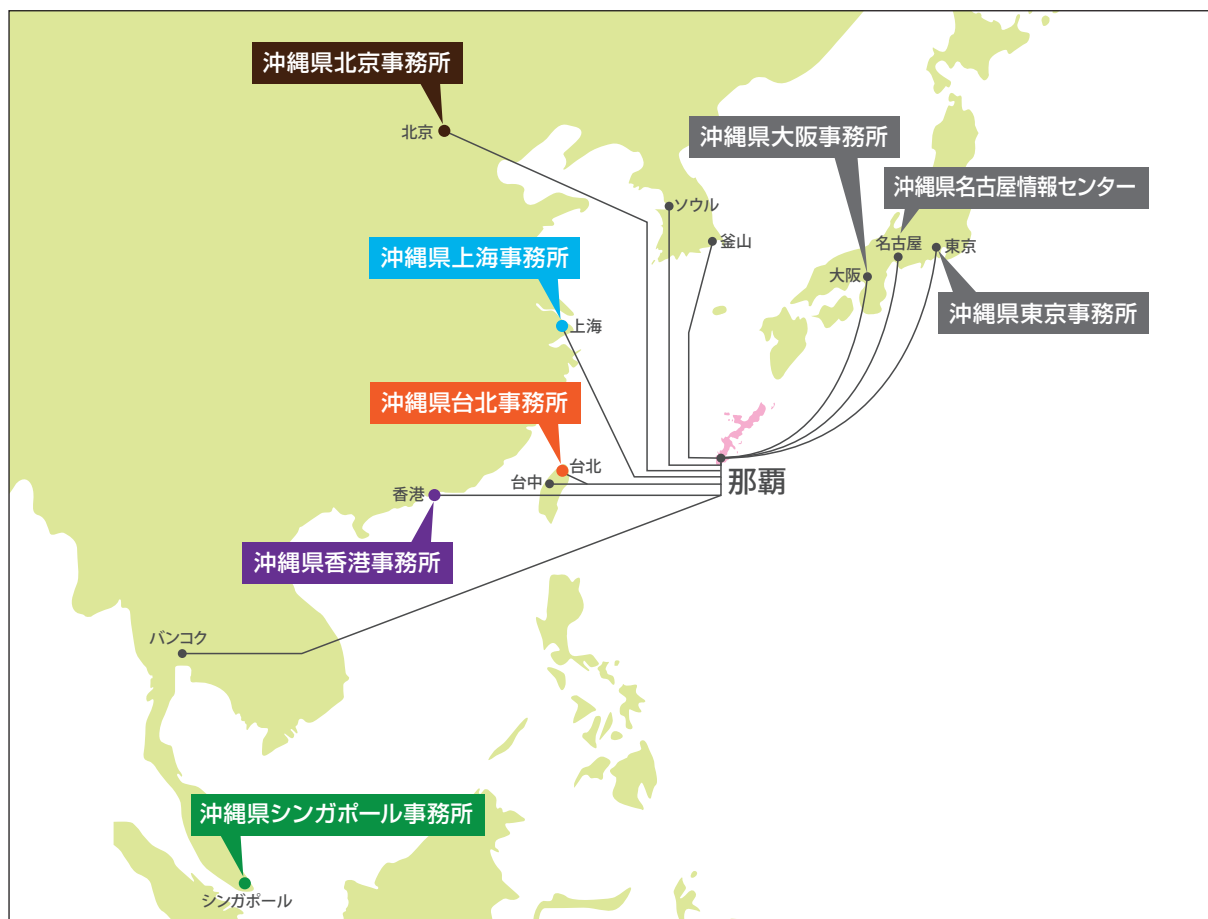 沖縄県北京事務所
北京
沖縄県大阪事務所
沖縄県名古屋情報センター
ソウル
釜山
名古屋
東京
大阪
沖縄県上海事務所
沖縄県東京事務所
上海
沖縄県台北事務所
台北
台中
那覇
香港
沖縄県香港事務所
バンコク
沖縄県シンガポール事務所
シンガポール